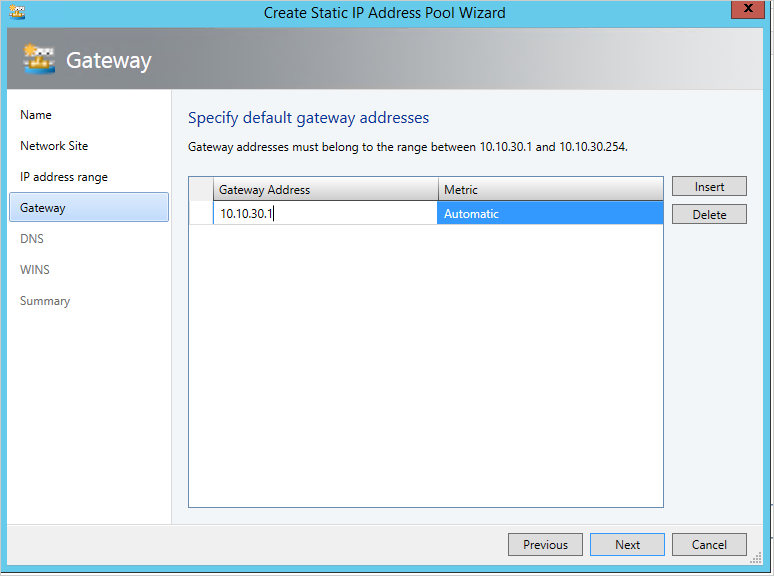 Create Static IP Address Pool Wizard
x
Gateway
Name
Network Site
IP address range
Gateway
DNS
WINS
Summary
Specify default gateway addresses
Gateway addresses must belong to the range between 10.10.30.1 and 10.10.30.254.
Gateway Address Metric
10.10.30.1 Automatic
Insert
Delete
Previous Next Cancel